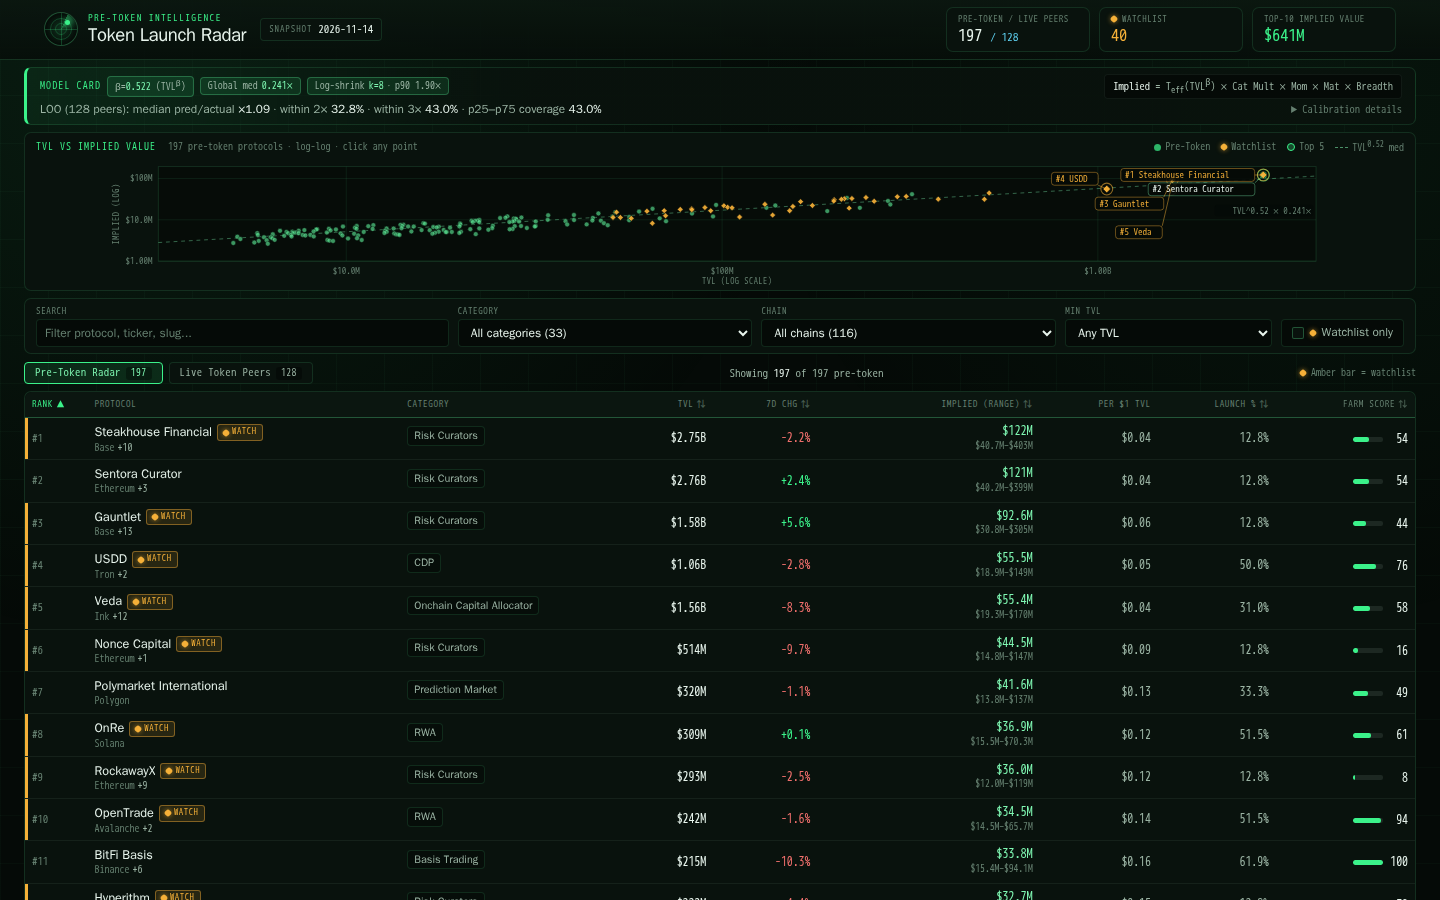 PRE-TOKEN INTELLIGENCE
Token Launch Radar
SNAPSHOT 2026-11-14
PRE-TOKEN / LIVE PEERS
197 / 128
WATCHLIST
40
TOP-10 IMPLIED VALUE
$641M
MODEL CARD
β=0.522 (TVLβ)
Global med 0.241×
Log-shrink k=8 · p90 1.90×
Implied = Teff(TVLβ) × Cat Mult × Mom × Mat × Breadth
LOO (128 peers): median pred/actual ×1.09 · within 2× 32.8% · within 3× 43.0% · p25–p75 coverage 43.0%
▶ Calibration details
TVL VS IMPLIED VALUE
197 pre-token protocols · log-log · click any point
Pre-Token
Watchlist
Top 5
--- TVL0.52 med
IMPLIED (LOG)
$100M
$10.0M
$1.00M
#4 USDD
#1 Steakhouse Financial
#2 Sentora Curator
#3 Gauntlet
TVL^0.52 × 0.241×
#5 Veda
$10.0M
$100M
$1.00B
TVL (LOG SCALE)
SEARCH
Filter protocol, ticker, slug...
CATEGORY
All categories (33)
CHAIN
All chains (116)
MIN TVL
Any TVL
Watchlist only
Pre-Token Radar 197
Live Token Peers 128
Showing 197 of 197 pre-token
Amber bar = watchlist
RANK ▲ PROTOCOL CATEGORY TVL ⇅ 7D CHG ⇅ IMPLIED (RANGE) ⇅ PER $1 TVL LAUNCH % ⇅ FARM SCORE ⇅
#1 Steakhouse Financial WATCH Risk Curators $2.75B -2.2% $122M $0.04 12.8% 54
Base +10 $40.7M–$403M
#2 Sentora Curator Risk Curators $2.76B +2.4% $121M $0.04 12.8% 54
Ethereum +3 $40.2M–$399M
#3 Gauntlet WATCH Risk Curators $1.58B +5.6% $92.6M $0.06 12.8% 44
Base +13 $30.8M–$305M
#4 USDD WATCH CDP $1.06B -2.8% $55.5M $0.05 50.0% 76
Tron +2 $18.9M–$149M
#5 Veda WATCH Onchain Capital Allocator $1.56B -8.3% $55.4M $0.04 31.0% 58
Ink +12 $19.3M–$170M
#6 Nonce Capital WATCH Risk Curators $514M -9.7% $44.5M $0.09 12.8% 16
Ethereum +1 $14.8M–$147M
#7 Polymarket International Prediction Market $320M -1.1% $41.6M $0.13 33.3% 49
Polygon $13.8M–$137M
#8 OnRe WATCH RWA $309M +0.1% $36.9M $0.12 51.5% 61
Solana $15.5M–$70.3M
#9 RockawayX WATCH Risk Curators $293M -2.5% $36.0M $0.12 12.8% 8
Ethereum +9 $12.0M–$119M
#10 OpenTrade WATCH RWA $242M -1.6% $34.5M $0.14 51.5% 94
Avalanche +2 $14.5M–$65.7M
#11 BitFi Basis Basis Trading $215M -10.3% $33.8M $0.16 61.9% 100
Binance +6 $15.4M–$94.1M
Hyperithm WATCH Risk Curators $32.7M